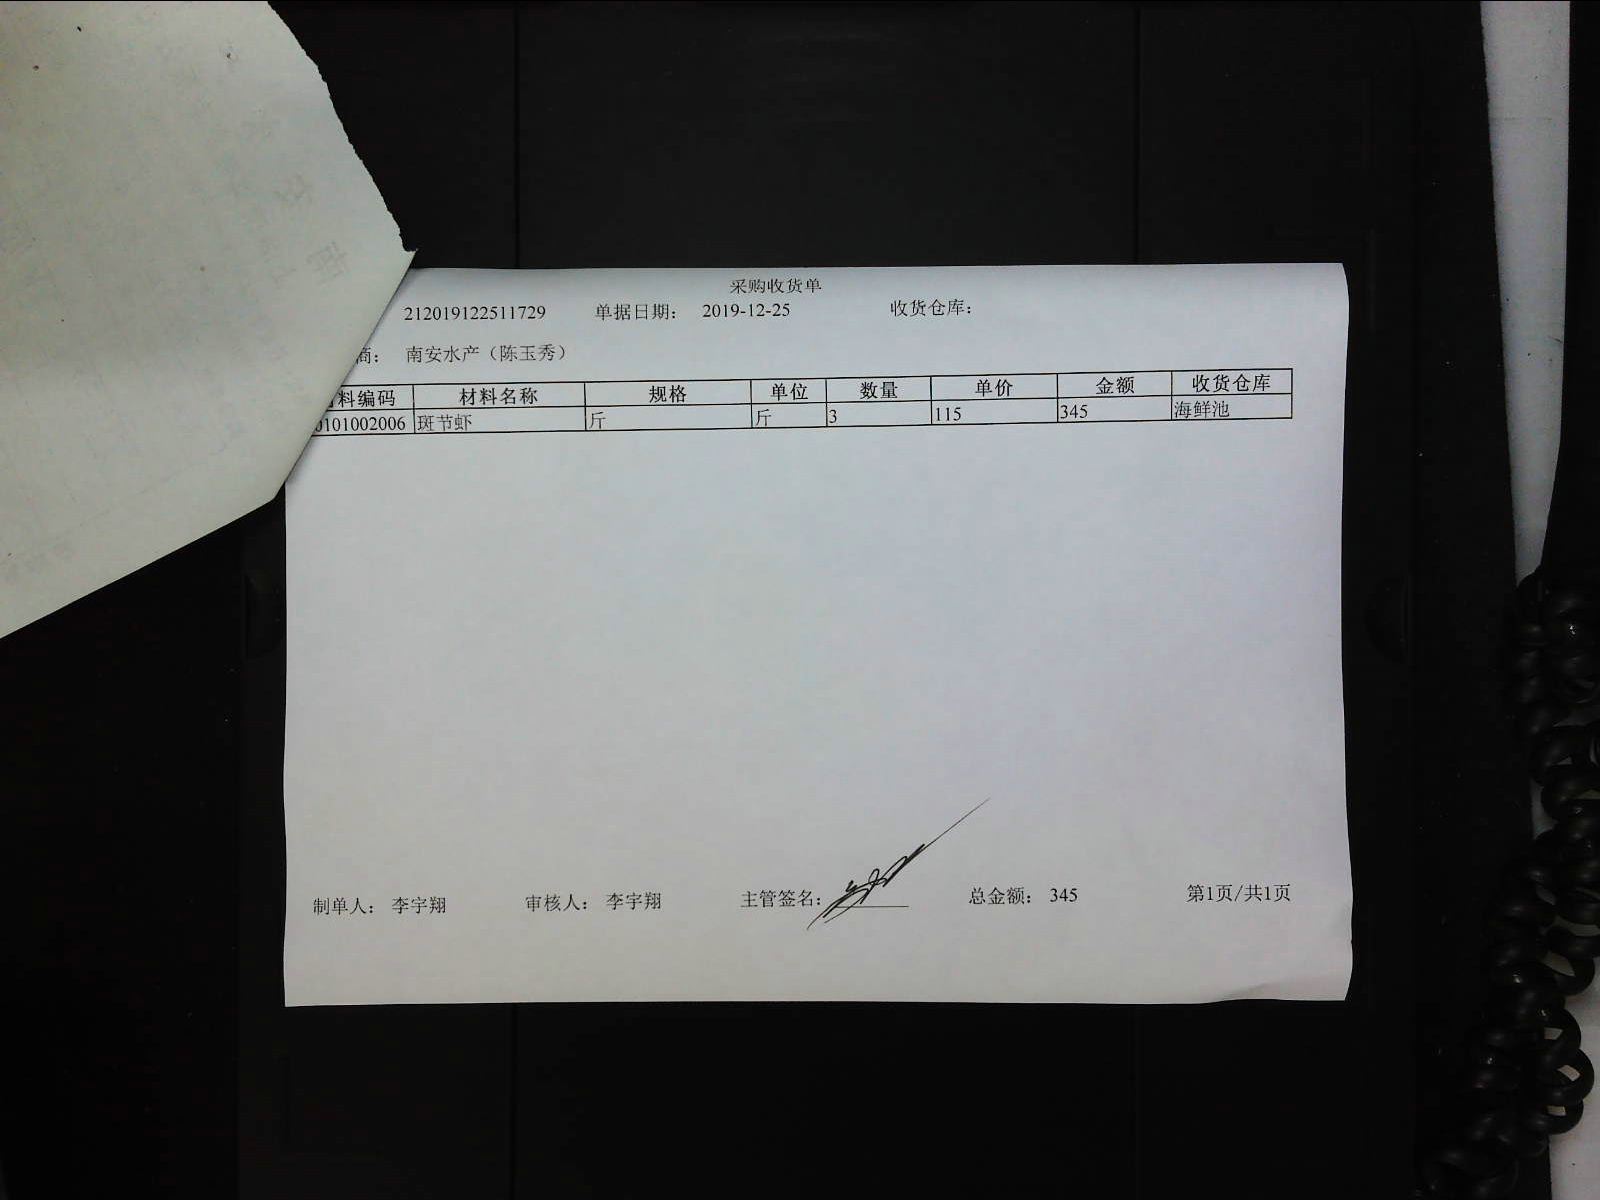 采购收货单
212019122511729 单据日期： 2019-12-25 收货仓库：
商： 南安水产（陈玉秀）
料编码 材料名称 规格 单位 数量 单价 金额 收货仓库
0101002006 斑节虾 斤 斤 3 115 345 海鲜池
制单人： 李宇翔 审核人： 李宇翔 主管签名： 总金额： 345 第1页/共1页